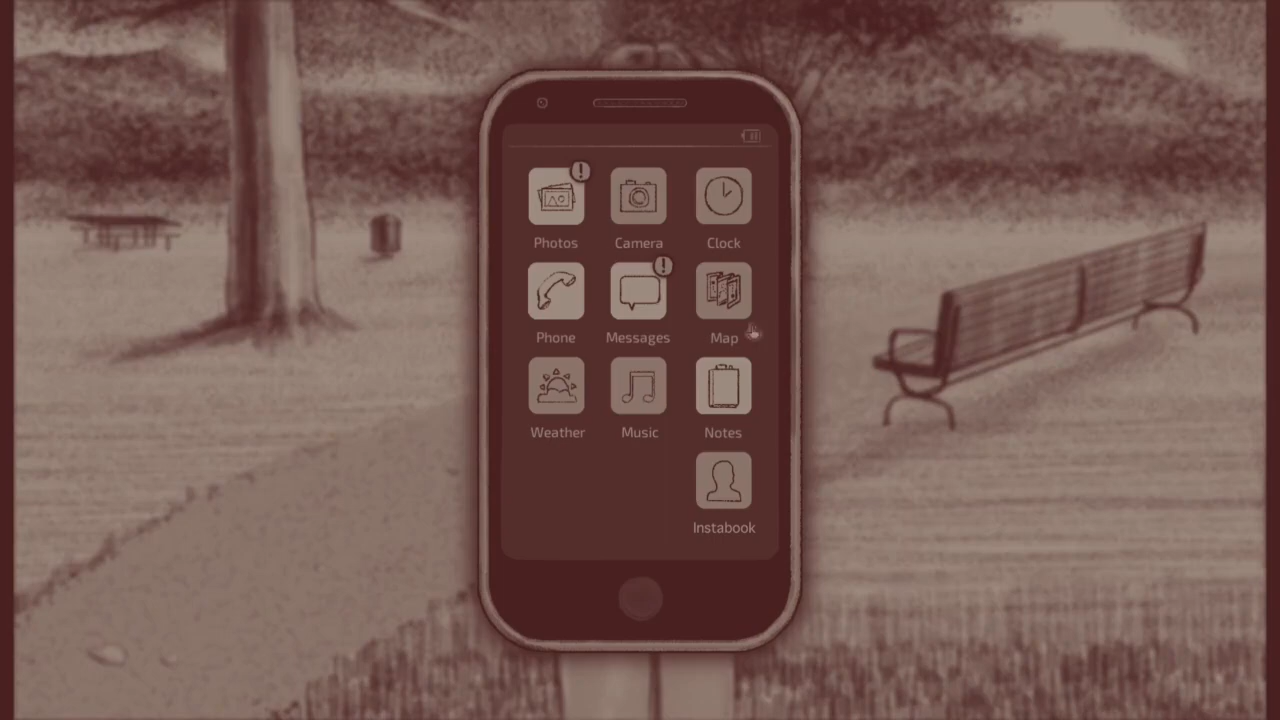 Photos Camera Clock
!
Phone Messages Map
!
Weather Music Notes
Instabook